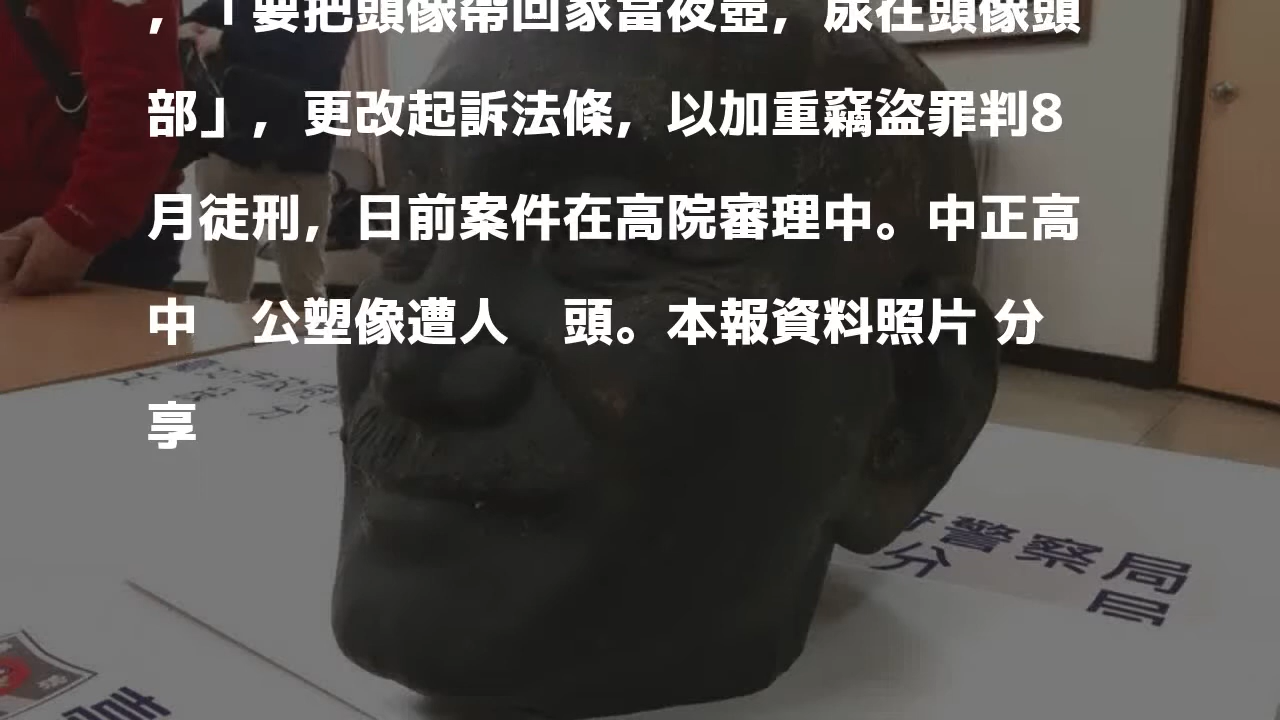 ，「要把頭像帶回家當夜壺，尿在頭像頭
部」，更改起訴法條，以加重竊盜罪判8
月徒刑，日前案件在高院審理中。中正高
中　公塑像遭人　頭。本報資料照片 分
享
警察局
分
局